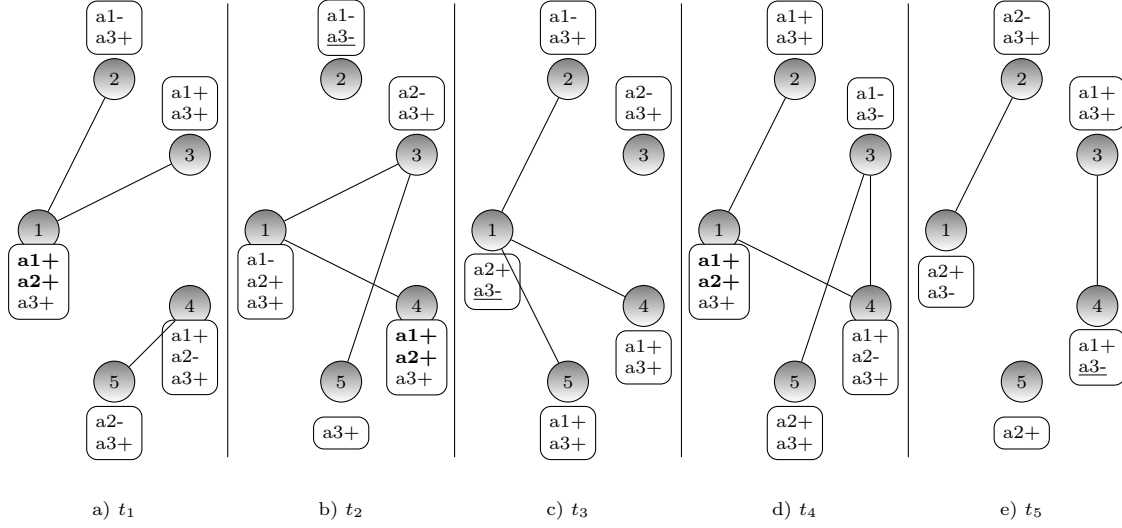 a1-
a3+
2
a1+
a3+
3
1
a1+
a2+
a3+
4
a1+
a2-
a3+
5
a2-
a3+
a) t1
a1-
a3-
2
a2-
a3+
3
1
a1-
a2+
a3+
4
a1+
a2+
a3+
5
a3+
b) t2
a1-
a3+
2
a2-
a3+
3
1
a2+
a3-
4
a1+
a3+
5
a1+
a3+
c) t3
a1+
a3+
2
a1-
a3-
3
1
a1+
a2+
a3+
4
a1+
a2-
a3+
5
a2+
a3+
d) t4
a2-
a3+
2
a1+
a3+
3
1
a2+
a3-
4
a1+
a3-
5
a2+
e) t5